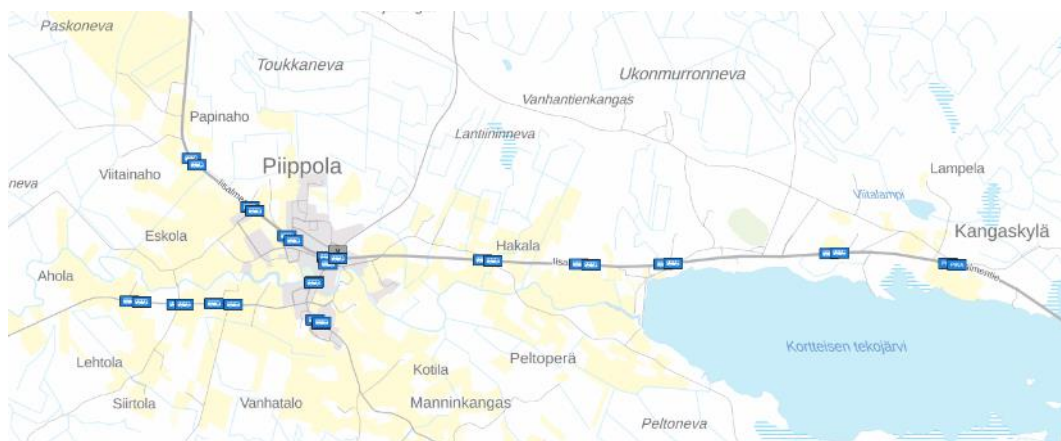 Paskoneva
Toukkaneva
Ukonmurronneva
Vanhantienkangas
Papinaho
Lantiininneva
Piippola
Lampela
Viitainaho
neva
Viitalampi
Eskola
Hakala
Kangaskylä
Ahola
Kortteisen tekojärvi
Peltoperä
Lehtola
Kotila
Siirtola
Vanhatalo
Manninkangas
Peltoneva